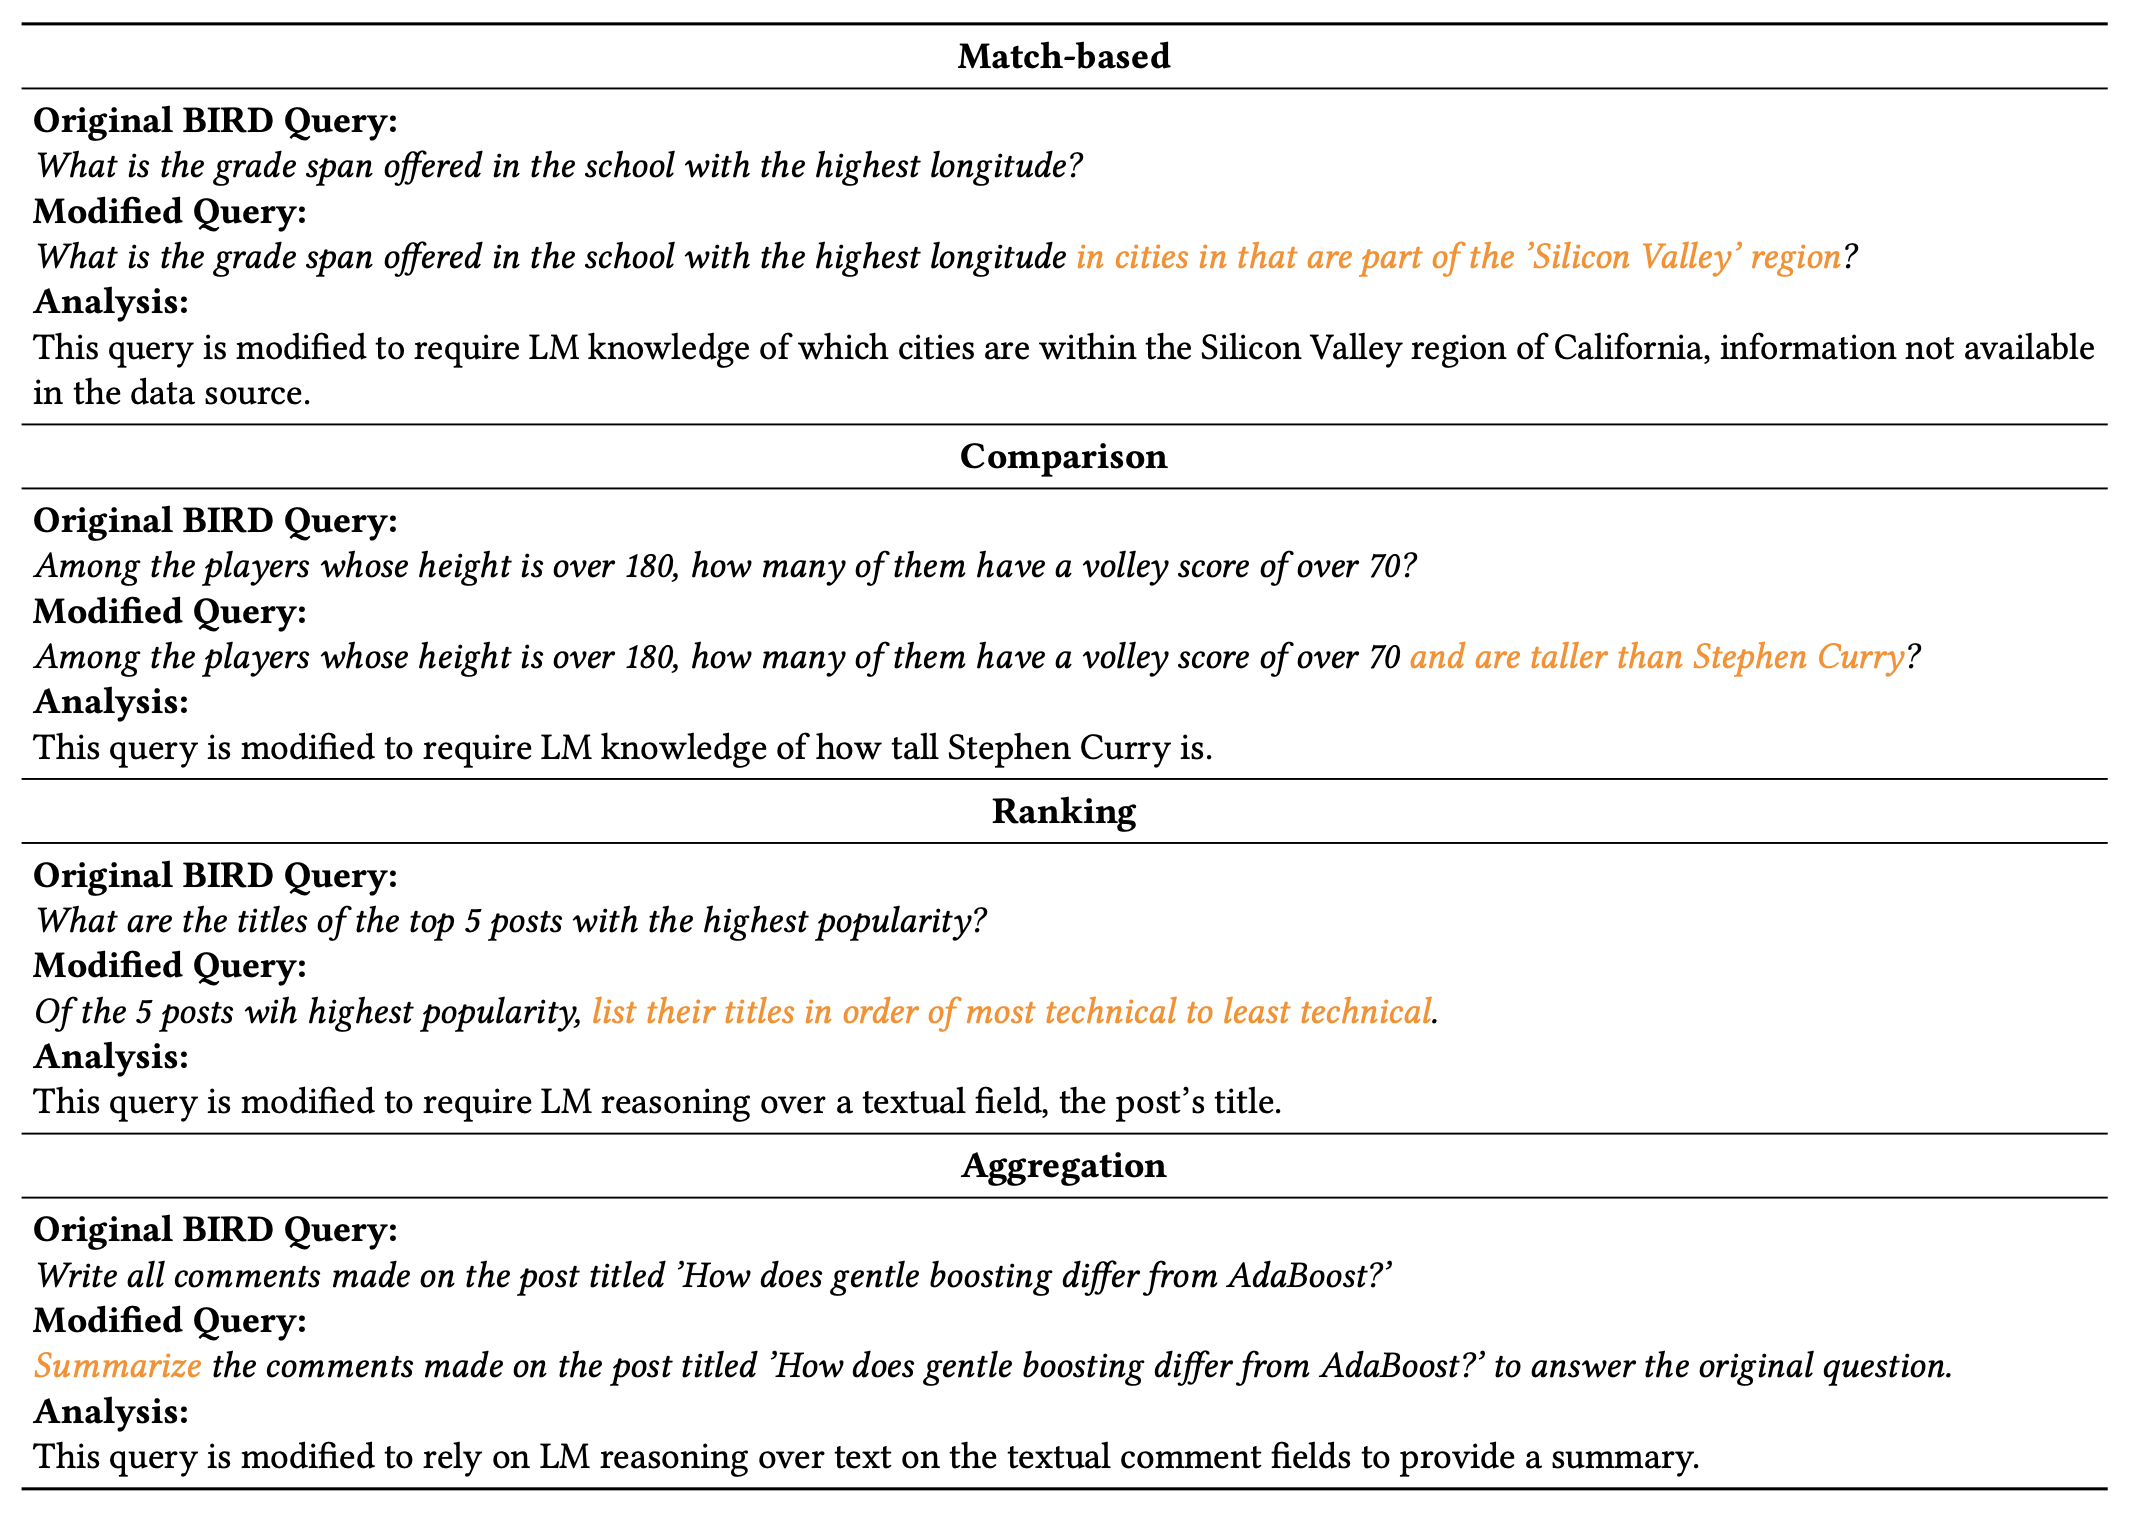 Match-based
Original BIRD Query:
What is the grade span offered in the school with the highest longitude?
Modified Query:
What is the grade span offered in the school with the highest longitude in cities in that are part of the ’Silicon Valley’ region?
Analysis:
This query is modified to require LM knowledge of which cities are within the Silicon Valley region of California, information not available
in the data source.
Comparison
Original BIRD Query:
Among the players whose height is over 180, how many of them have a volley score of over 70?
Modified Query:
Among the players whose height is over 180, how many of them have a volley score of over 70 and are taller than Stephen Curry?
Analysis:
This query is modified to require LM knowledge of how tall Stephen Curry is.
Ranking
Original BIRD Query:
What are the titles of the top 5 posts with the highest popularity?
Modified Query:
Of the 5 posts wih highest popularity, list their titles in order of most technical to least technical.
Analysis:
This query is modified to require LM reasoning over a textual field, the post’s title.
Aggregation
Original BIRD Query:
Write all comments made on the post titled ’How does gentle boosting differ from AdaBoost?’
Modified Query:
Summarize the comments made on the post titled ’How does gentle boosting differ from AdaBoost?’ to answer the original question.
Analysis:
This query is modified to rely on LM reasoning over text on the textual comment fields to provide a summary.